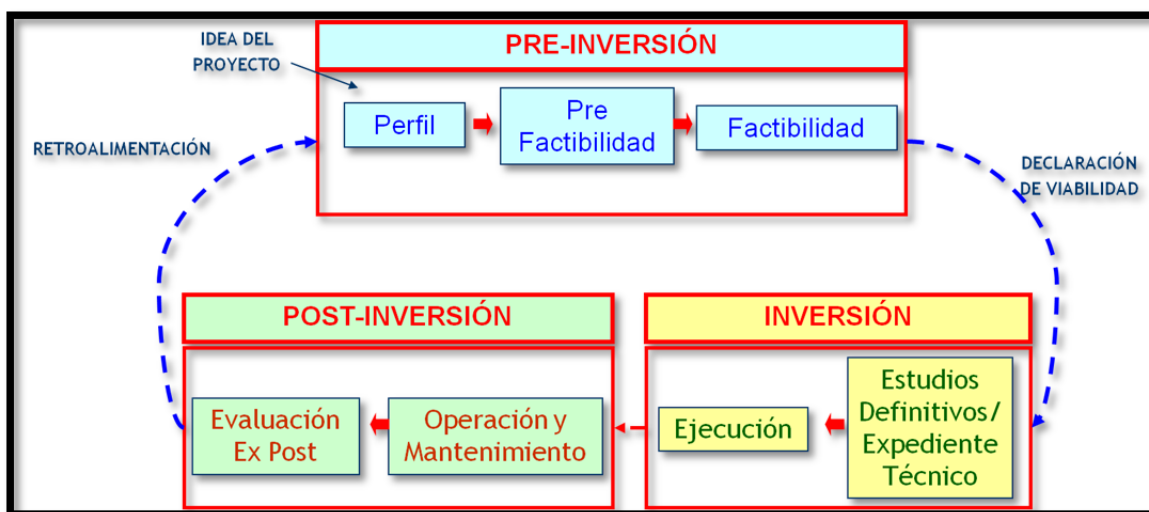 IDEA DEL
PROYECTO
PRE-INVERSIÓN
Perfil
Pre
Factibilidad
Factibilidad
RETROALIMENTACIÓN
DECLARACIÓN
DE VIABILIDAD
POST-INVERSIÓN
INVERSIÓN
Evaluación
Ex Post
Operación y
Mantenimiento
Ejecución
Estudios
Definitivos/
Expediente
Técnico